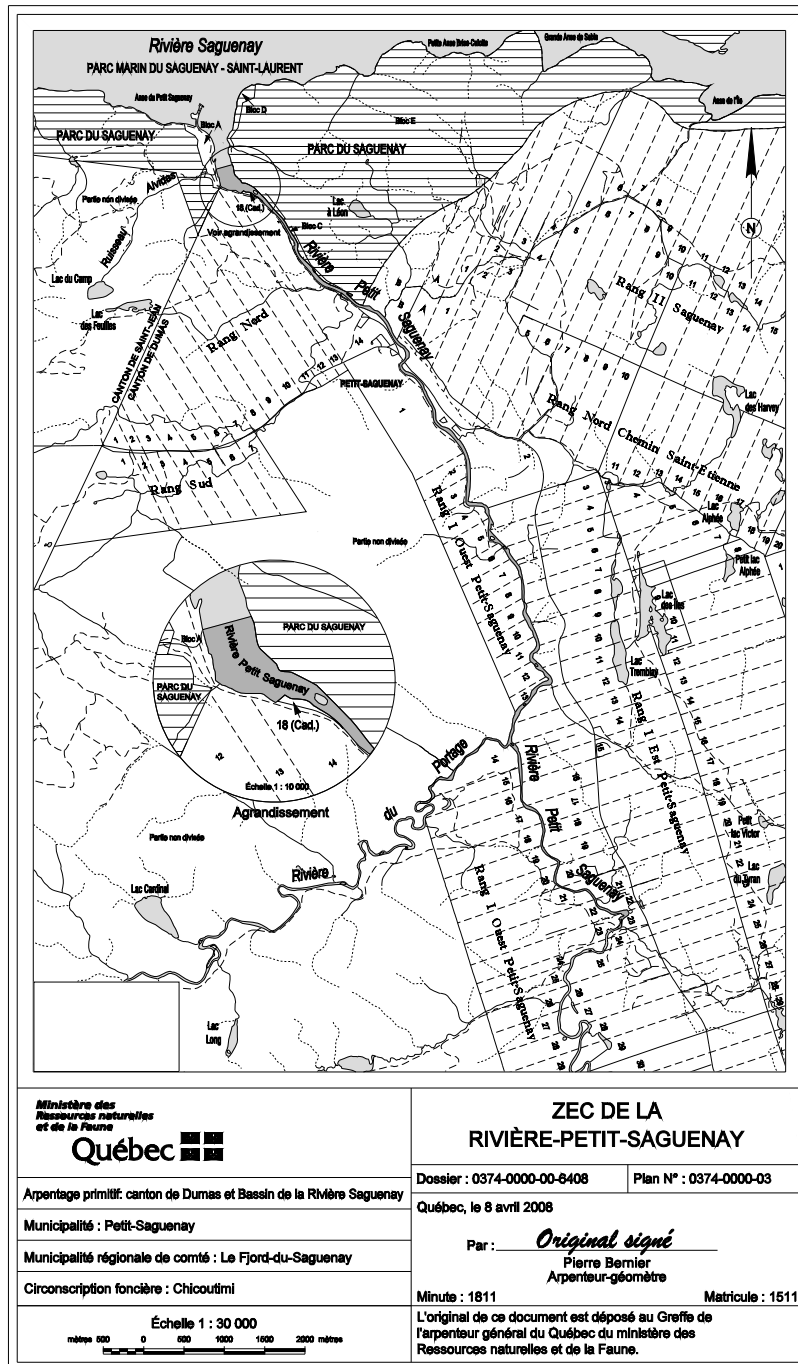 Rivière Saguenay
PARC MARIN DU SAGUENAY - SAINT-LAURENT
Petite Anse Brise-Culotte
Grande Anse de Sable
Anse de Petit Saguenay
Anse de l'Île
Bloc D
Bloc A
Bloc E
PARC DU SAGUENAY
PARC DU SAGUENAY
Partie non divisée
Ruisseau Alvidas
Lac à Léon
18 (Cad.)
Voir agrandissement
Bloc C
N
Lac du Camp
Lac des Feuilles
CANTON DE SAINT-JEAN
CANTON DE DUMAS
Rivière Petit Saguenay
Rang Nord
Rang II Saguenay
PETIT-SAGUENAY
Lac des Harvey
Rang Nord Chemin Saint-Etienne
Rang Sud
Rang I Ouest Petit-Saguenay
Partie non divisée
Lac Alphée
Petit lac Alphée
Lac des Îles
Lac Tremblay
Rang I Est Petit-Saguenay
Bloc A
PARC DU SAGUENAY
Rivière Petit Saguenay
PARC DU SAGUENAY
18 (Cad.)
12
13
14
Échelle 1 : 10 000
Agrandissement
Rivière du Portage
Rivière Petit Saguenay
Partie non divisée
Petit lac Victor
Lac du Tyran
Lac Cardinal
Rang I Ouest Petit-Saguenay
Lac Long
Ministère des
Ressources naturelles
et de la Faune
Québec
Arpentage primitif: canton de Dumas et Bassin de la Rivière Saguenay
Municipalité : Petit-Saguenay
Municipalité régionale de comté : Le Fjord-du-Saguenay
Circonscription foncière : Chicoutimi
Échelle 1 : 30 000
mètres 500 0 500 1000 1500 2000 mètres
ZEC DE LA
RIVIÈRE-PETIT-SAGUENAY
Dossier : 0374-0000-00-6408
Plan N° : 0374-0000-03
Québec, le 8 avril 2008
Par : Original signé
Pierre Bernier
Arpenteur-géomètre
Minute : 1811
Matricule : 1511
L'original de ce document est déposé au Greffe de
l'arpenteur général du Québec du ministère des
Ressources naturelles et de la Faune.